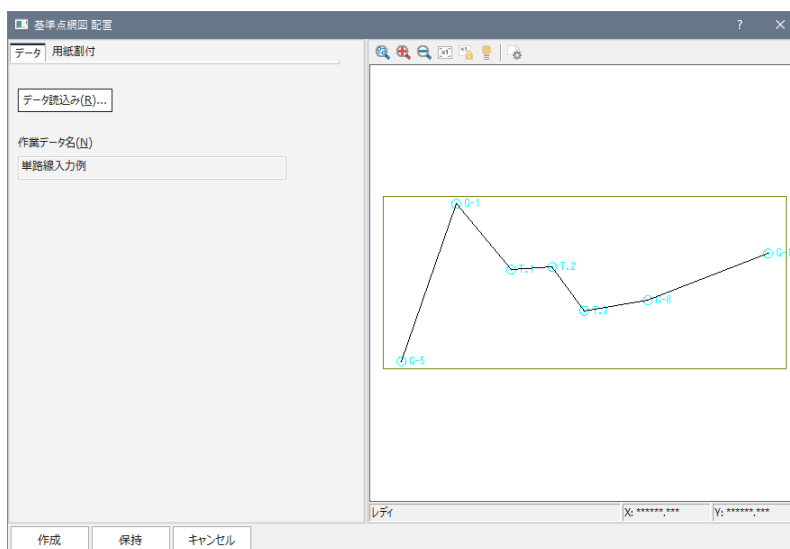 基準点網図 配置
?
データ 用紙割付
データ読込み(R)...
作業データ名(N)
単路線入力例
G-1
T.1
T.2
G-
T.3
G-8
G-5
レディ X: ******.*** Y: ******.***
作成 保持 キャンセル